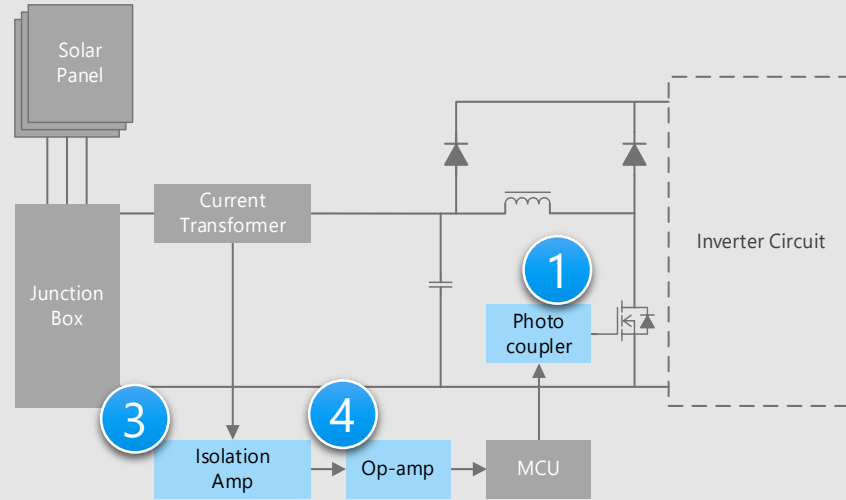 Solar
Panel
Current
Transformer
Junction
Box
1
Photo
coupler
Inverter Circuit
3
Isolation
Amp
4
Op-amp
MCU